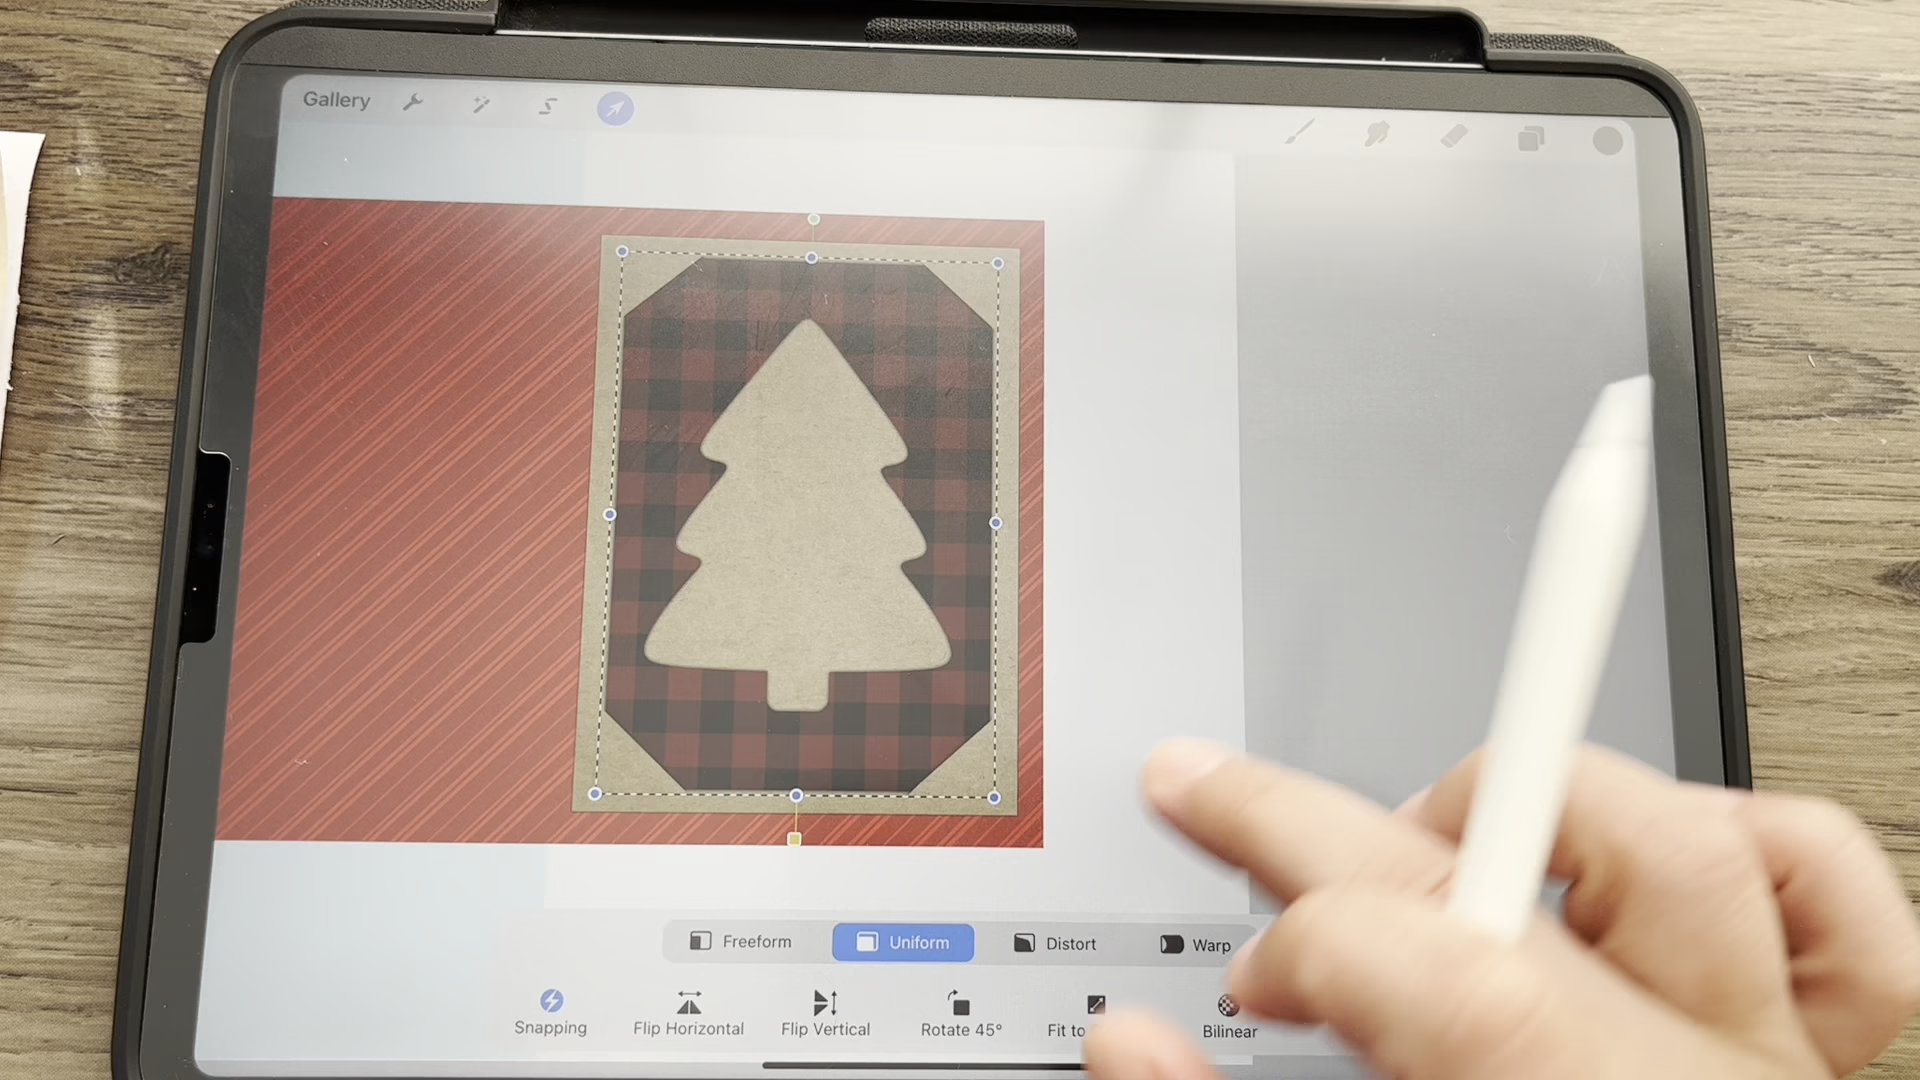 Gallery
Freeform
Uniform
Distort
Warp
Snapping
Flip Horizontal
Flip Vertical
Rotate 45°
Fit to
Bilinear